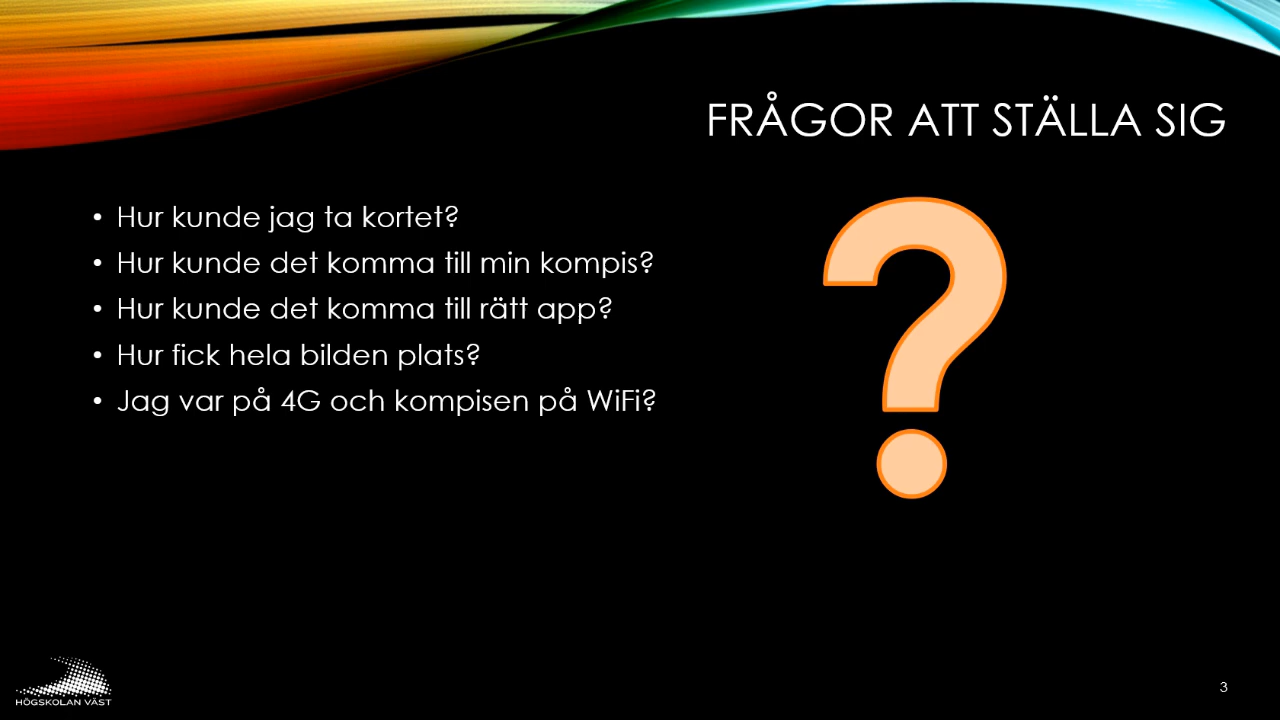 FRÅGOR ATT STÄLLA SIG
• Hur kunde jag ta kortet?
• Hur kunde det komma till min kompis?
• Hur kunde det komma till rätt app?
• Hur fick hela bilden plats?
• Jag var på 4G och kompisen på WiFi?
?
HÖGSKOLAN VÄST
3